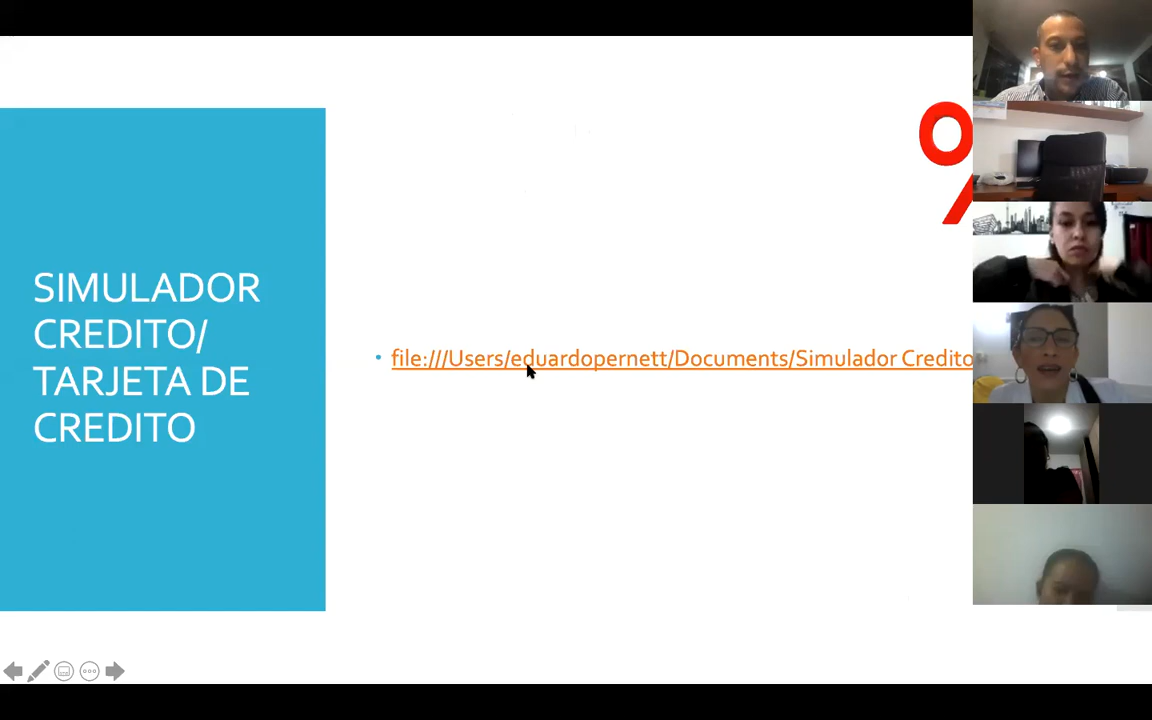 SIMULADOR
CREDITO/
TARJETA DE
CREDITO
%
file:///Users/eduardopernett/Documents/Simulador Credito